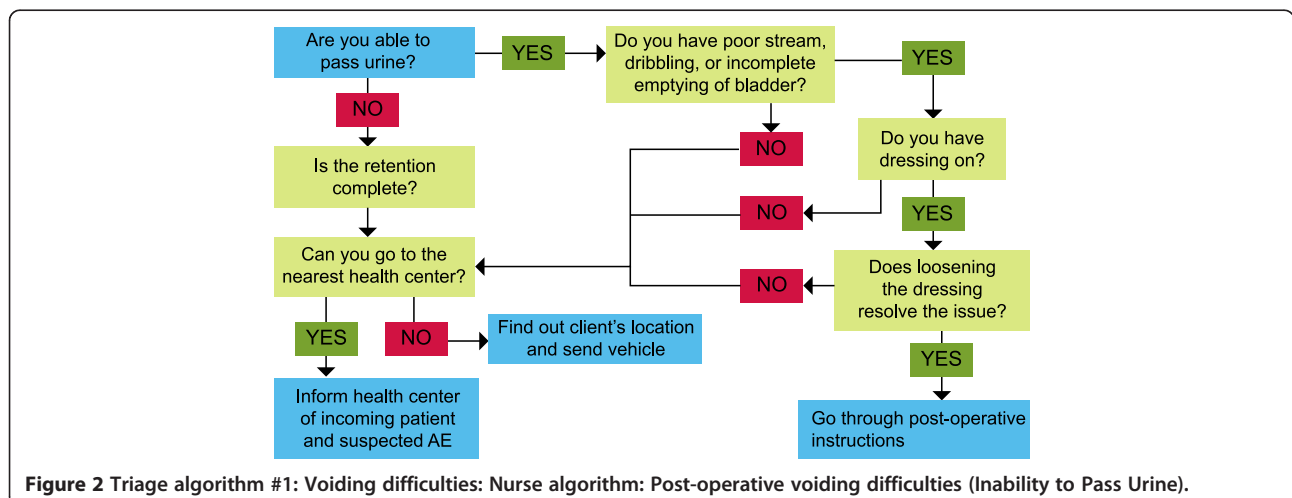 Are you able to
pass urine?
YES
Do you have poor stream,
dribbling, or incomplete
emptying of bladder?
YES
NO
Is the retention
complete?
NO
Do you have
dressing on?
NO
YES
Can you go to the
nearest health center?
Does loosening
the dressing
resolve the issue?
NO
YES
NO
Find out client's location
and send vehicle
YES
Inform health center
of incoming patient
and suspected AE
Go through post-operative
instructions
Figure 2 Triage algorithm #1: Voiding difficulties: Nurse algorithm: Post-operative voiding difficulties (Inability to Pass Urine).